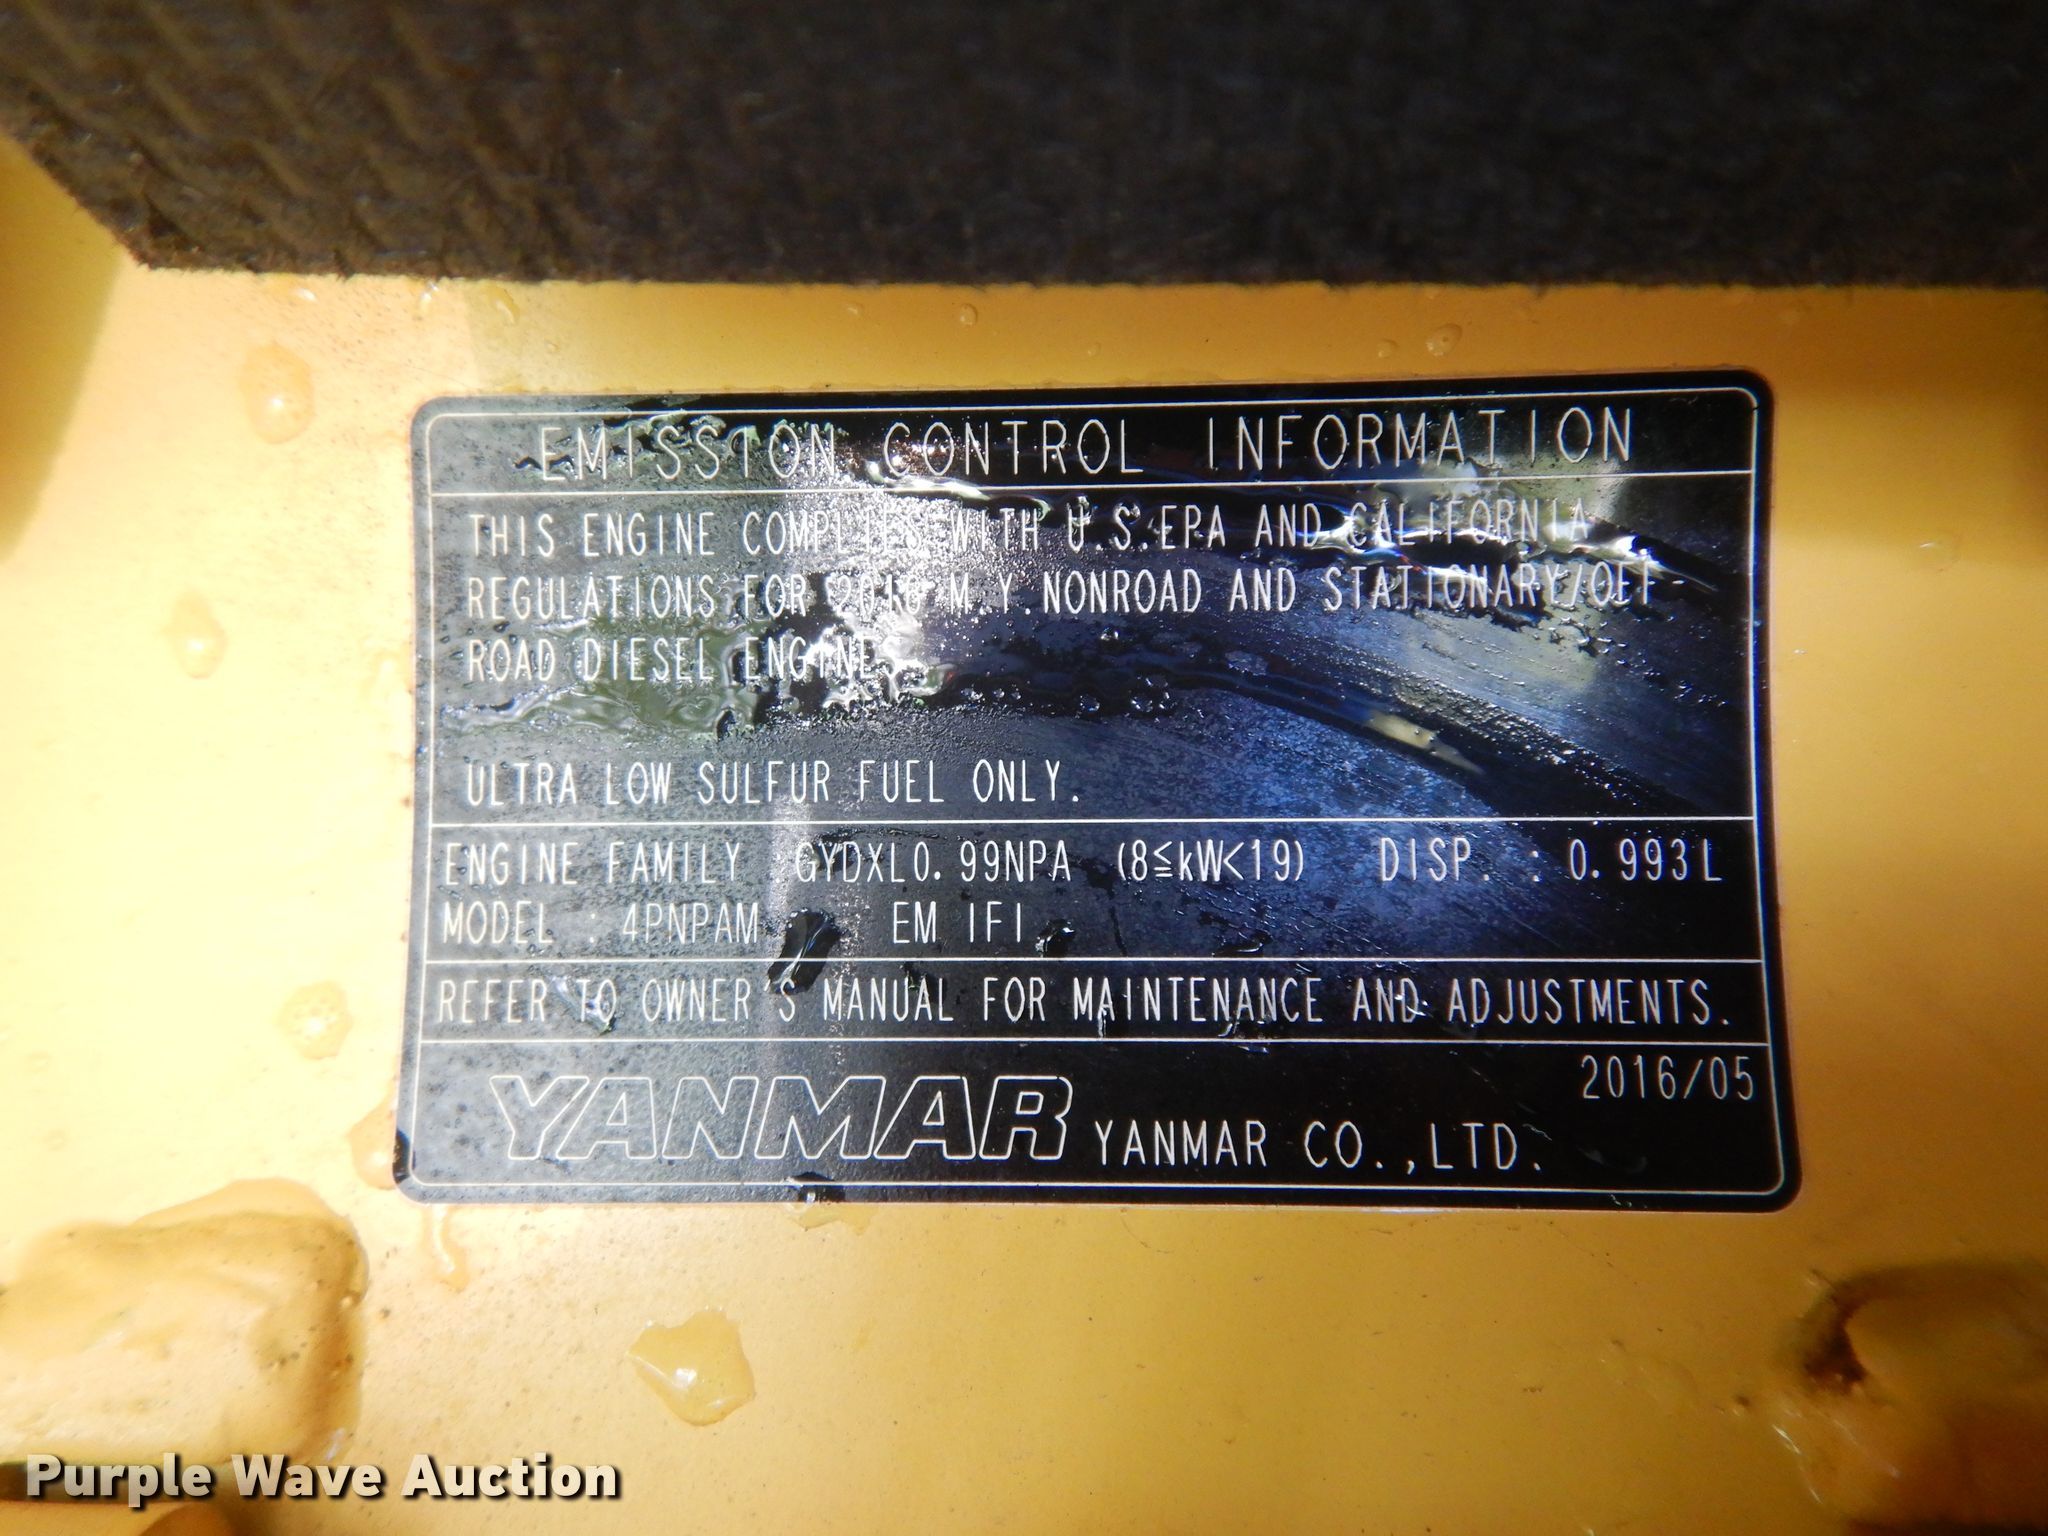 EMISSION CONTROL INFORMATION
THIS ENGINE COMPLIES WITH U.S.EPA AND CALIFORNIA
REGULATIONS FOR 2016 M.Y.NONROAD AND STATIONARY/OFF-
ROAD DIESEL ENGINE
ULTRA LOW SULFUR FUEL ONLY.
ENGINE FAMILY GYDXL0.99NPA (8≦kW<19) DISP. : 0.993L
MODEL : 4PNPAM EM IFI
REFER TO OWNER'S MANUAL FOR MAINTENANCE AND ADJUSTMENTS.
2016/05
YANMAR YANMAR CO.,LTD.
Purple Wave Auction